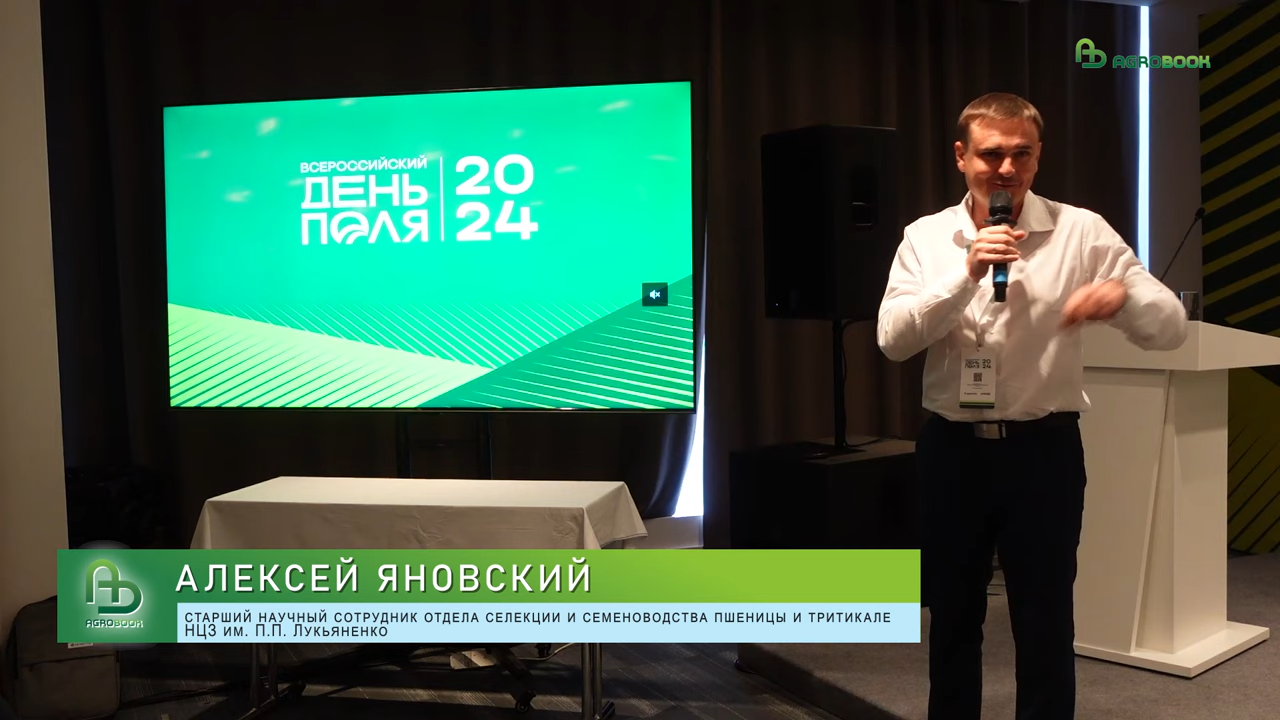 AGROBOOK
ВСЕРОССИЙСКИЙ
ДЕНЬ
ПОЛЯ
20
24
АЛЕКСЕЙ ЯНОВСКИЙ
СТАРШИЙ НАУЧНЫЙ СОТРУДНИК ОТДЕЛА СЕЛЕКЦИИ И СЕМЕНОВОДСТВА ПШЕНИЦЫ И ТРИТИКАЛЕ
НЦЗ ИМ. П.П. ЛУКЬЯНЕНКО
AGROBOOK